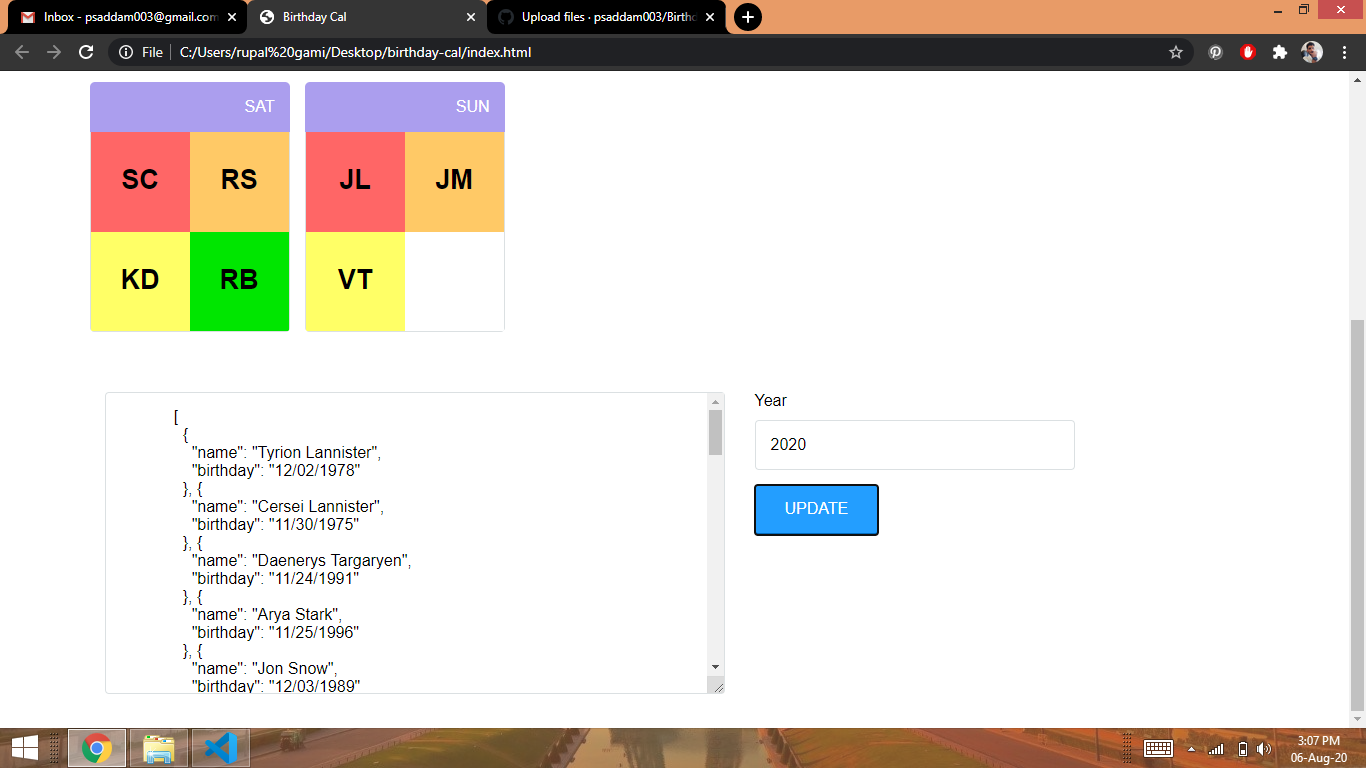 Inbox - psaddam003@gmail.com
Birthday Cal
Upload files · psaddam003/Birthd
File
C:/Users/rupal%20gami/Desktop/birthday-cal/index.html
SAT
SUN
SC RS
JL JM
KD RB
VT
[
{
"name": "Tyrion Lannister",
"birthday": "12/02/1978"
}, {
"name": "Cersei Lannister",
"birthday": "11/30/1975"
}, {
"name": "Daenerys Targaryen",
"birthday": "11/24/1991"
}, {
"name": "Arya Stark",
"birthday": "11/25/1996"
}, {
"name": "Jon Snow",
"birthday": "12/03/1989"
Year
2020
UPDATE
3:07 PM
06-Aug-20